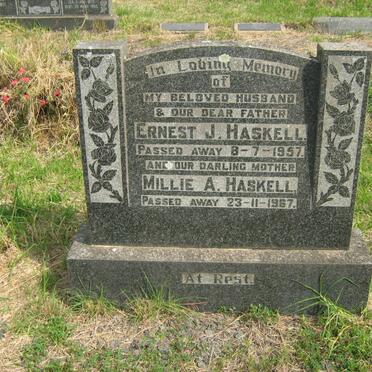 In Loving Memory
of
MY BELOVED HUSBAND
& OUR DEAR FATHER
ERNEST J. HASKELL
PASSED AWAY 8-7-1957.
AND OUR DARLING MOTHER
MILLIE A. HASKELL
PASSED AWAY 23-11-1967.
At Rest